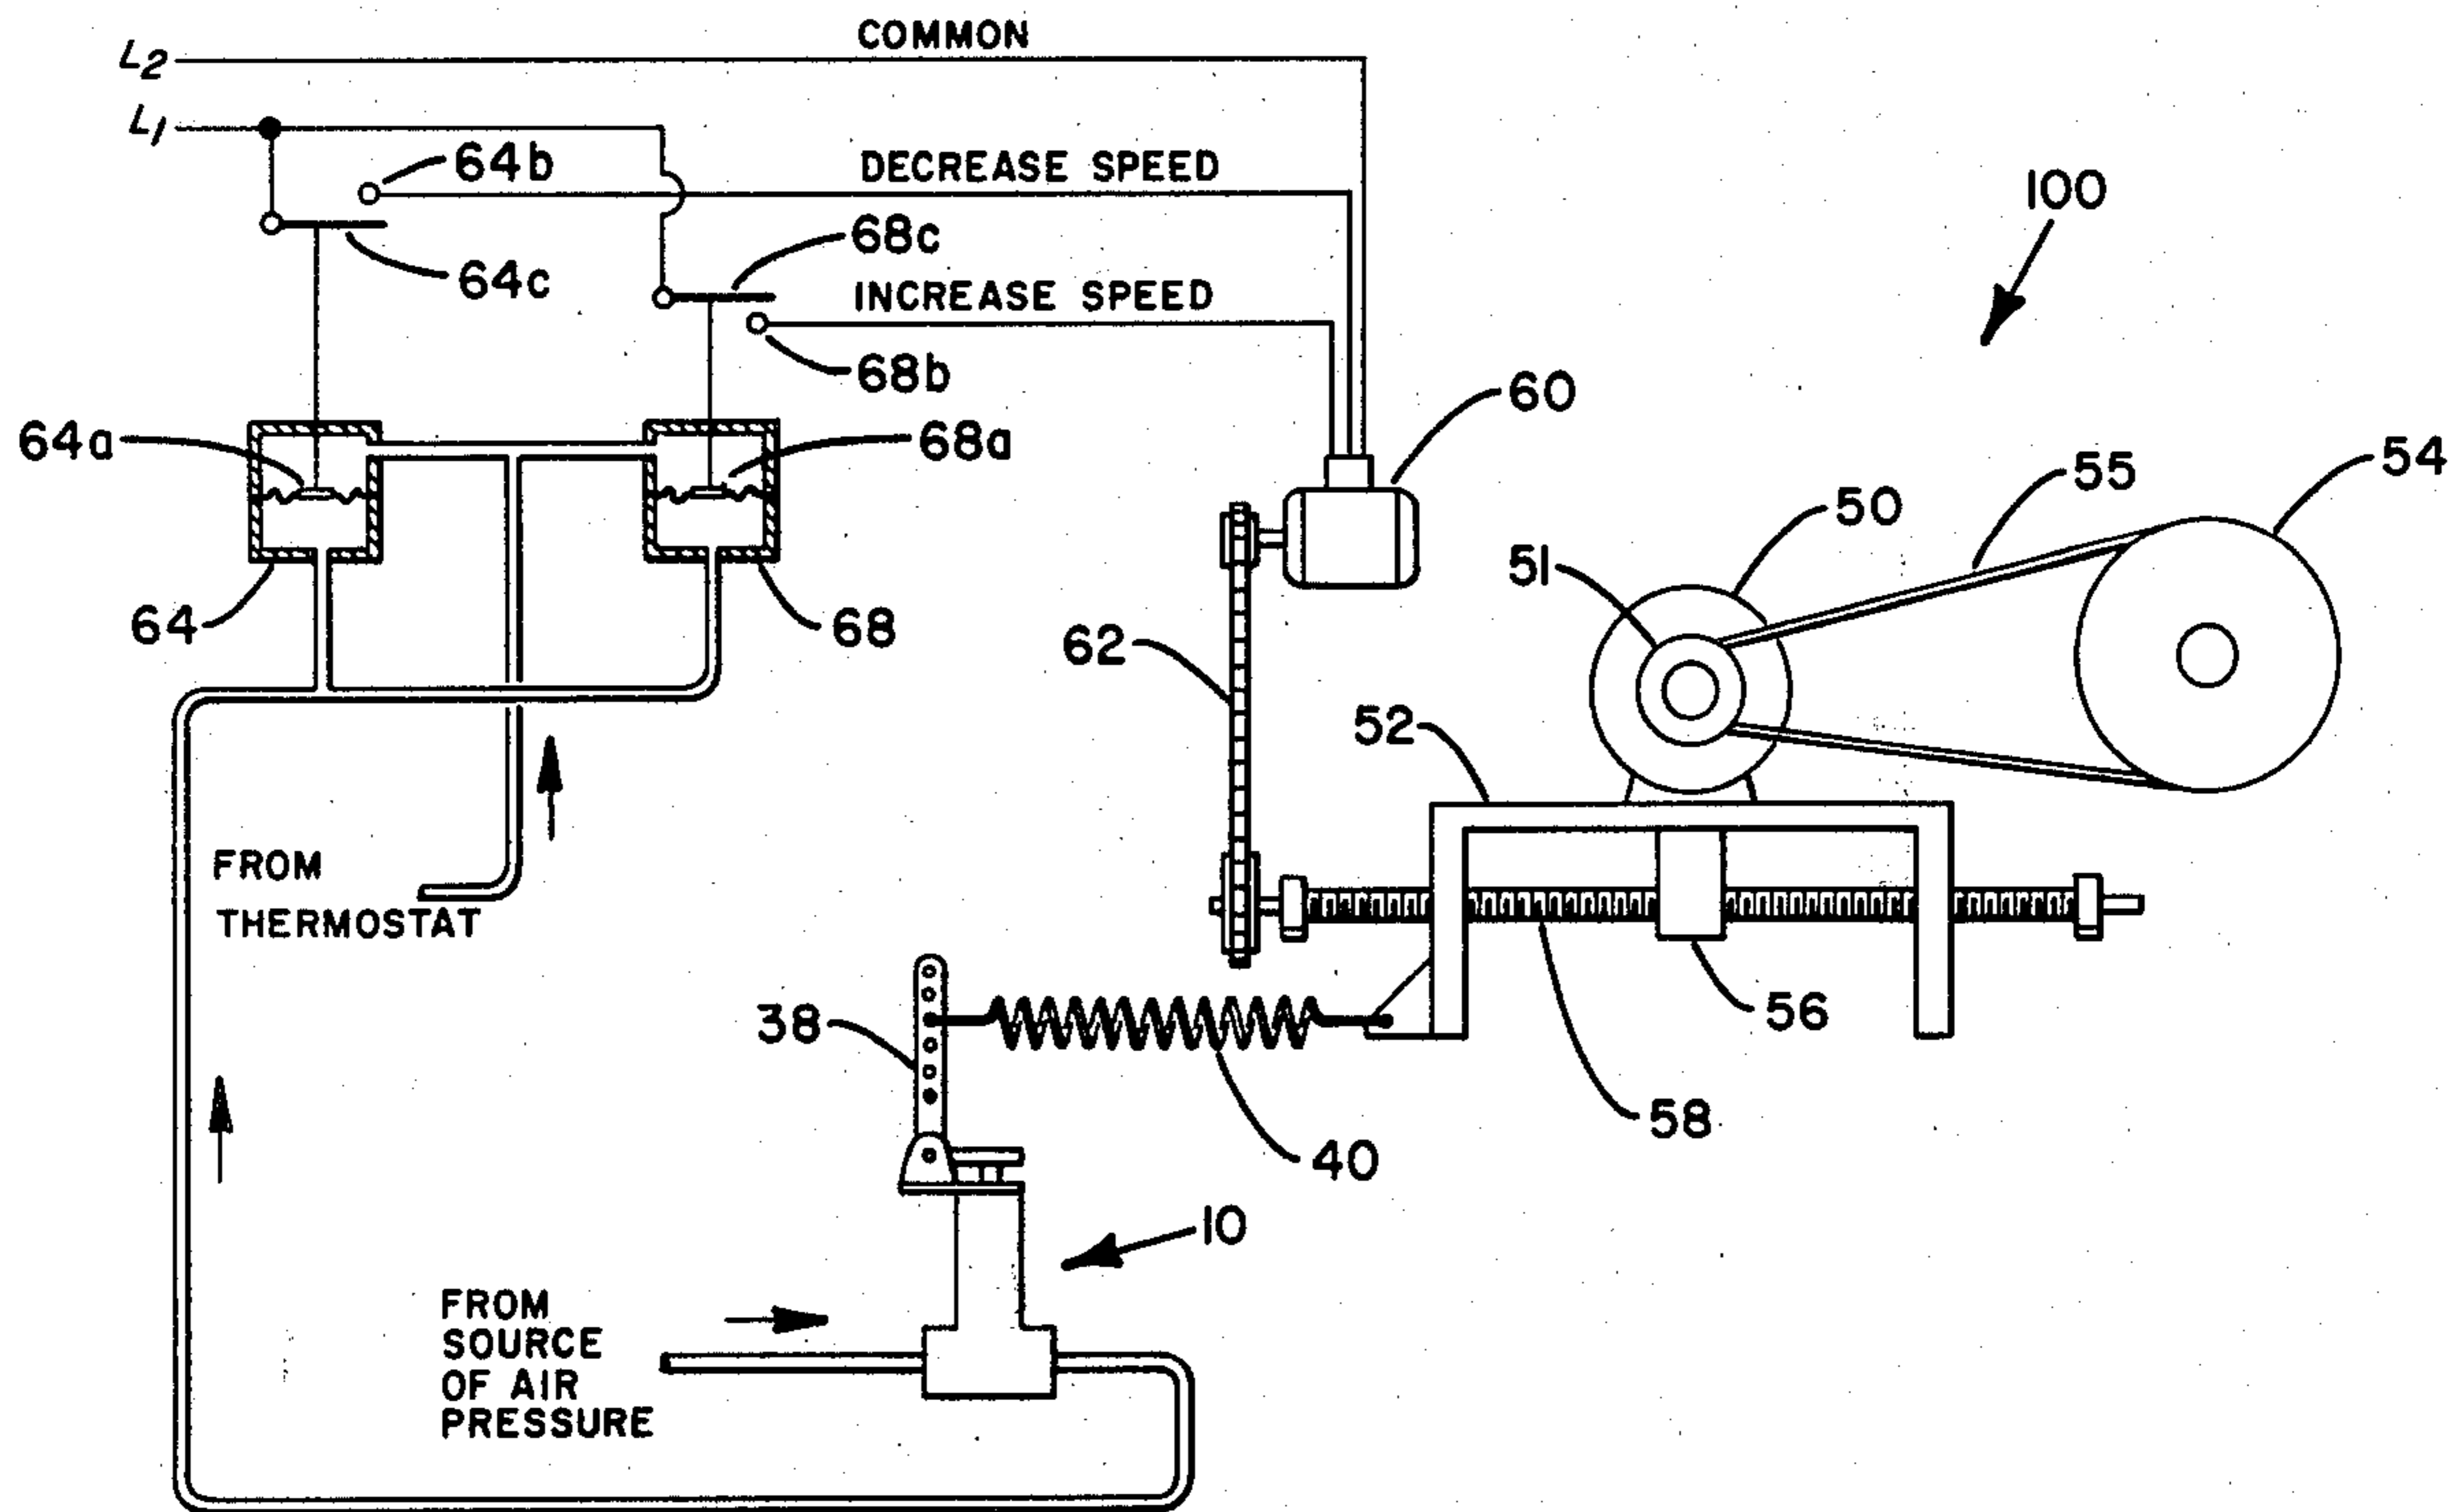 COMMON
L2
L1
64b
DECREASE SPEED
100
68c
64c
INCREASE SPEED
68b
60
64a
68a
54
55
50
51
64
68
62
52
FROM
THERMOSTAT
38
56
58
40
10
FROM
SOURCE
OF AIR
PRESSURE